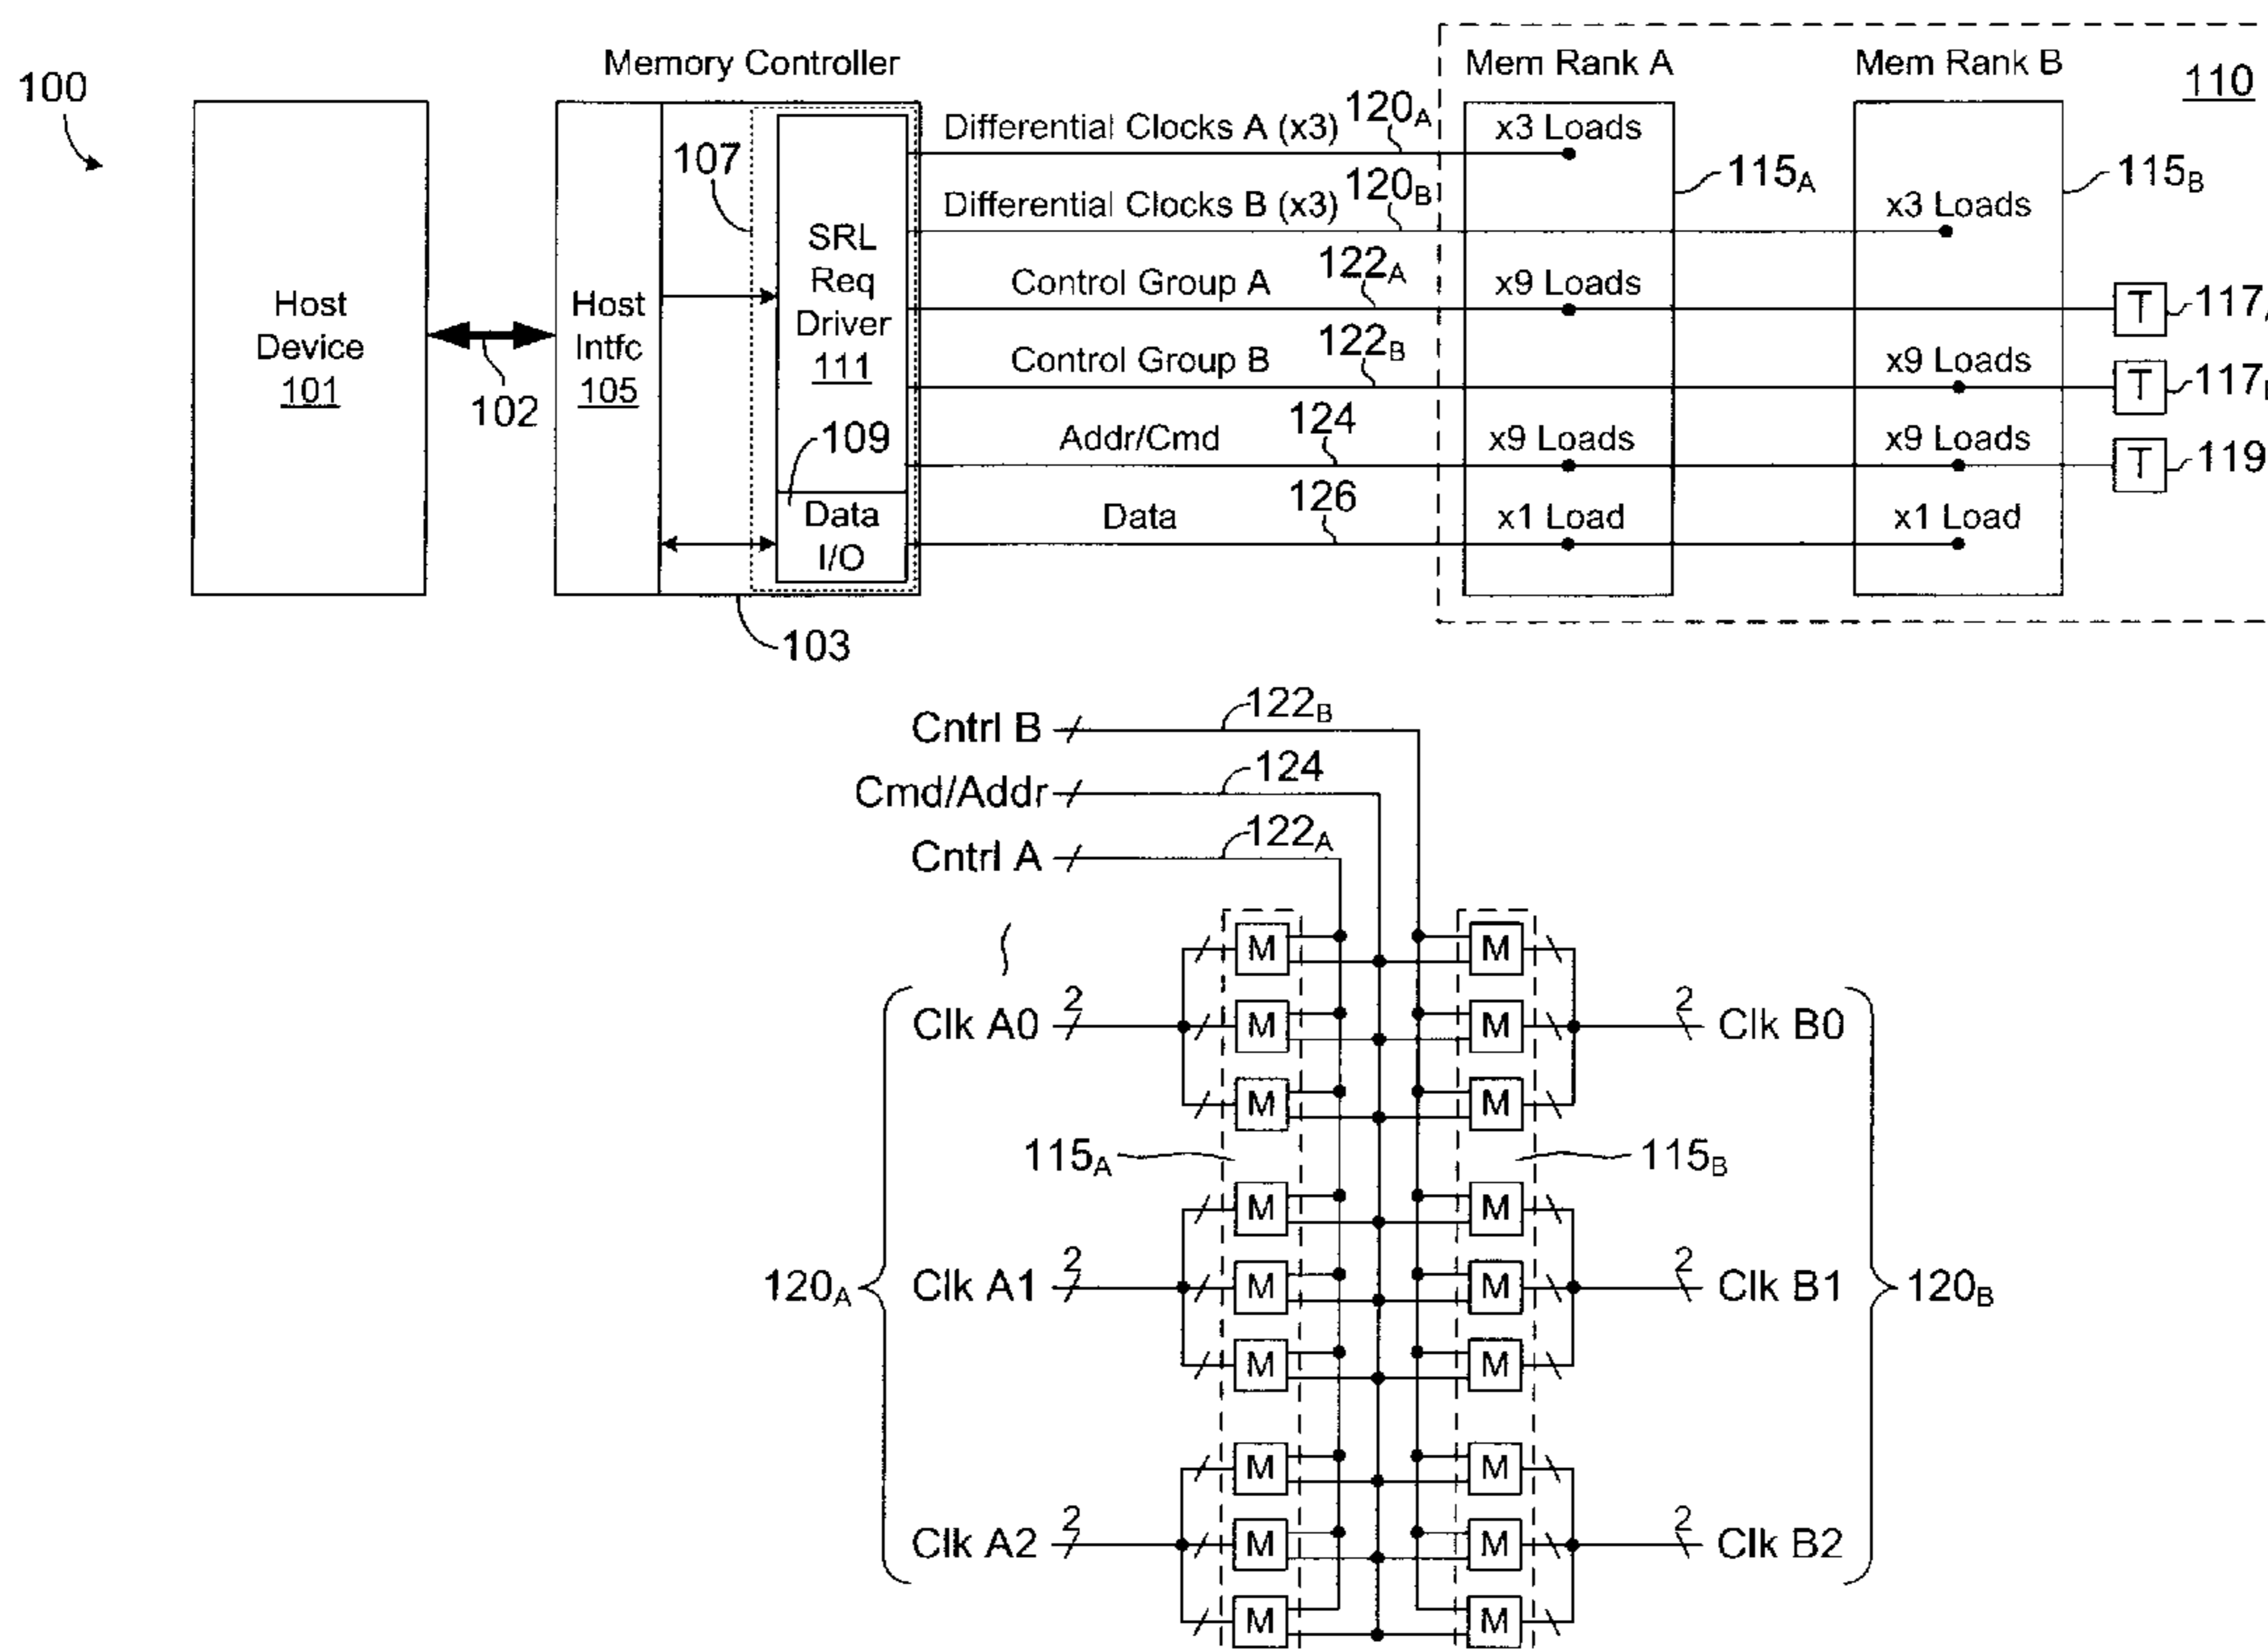 Memory Controller
Mem Rank A
Mem Rank B
110
100
Differential Clocks A (x3)
120A
x3 Loads
107
115A
115B
Differential Clocks B (x3)
120B
x3 Loads
SRL
Req
Driver
111
Control Group A
122A
x9 Loads
Host
Device
101
Host
Intfc
105
T
117
102
Control Group B
122B
x9 Loads
T
117
109
Addr/Cmd
124
x9 Loads
x9 Loads
T
119
Data
I/O
Data
126
x1 Load
x1 Load
103
Cntrl B
122B
Cmd/Addr
124
Cntrl A
122A
M
M
Clk A0
2
M
M
2
Clk B0
M
M
115A
115B
M
M
120A
Clk A1
2
M
M
2
Clk B1
120B
M
M
M
M
Clk A2
2
M
M
2
Clk B2
M
M